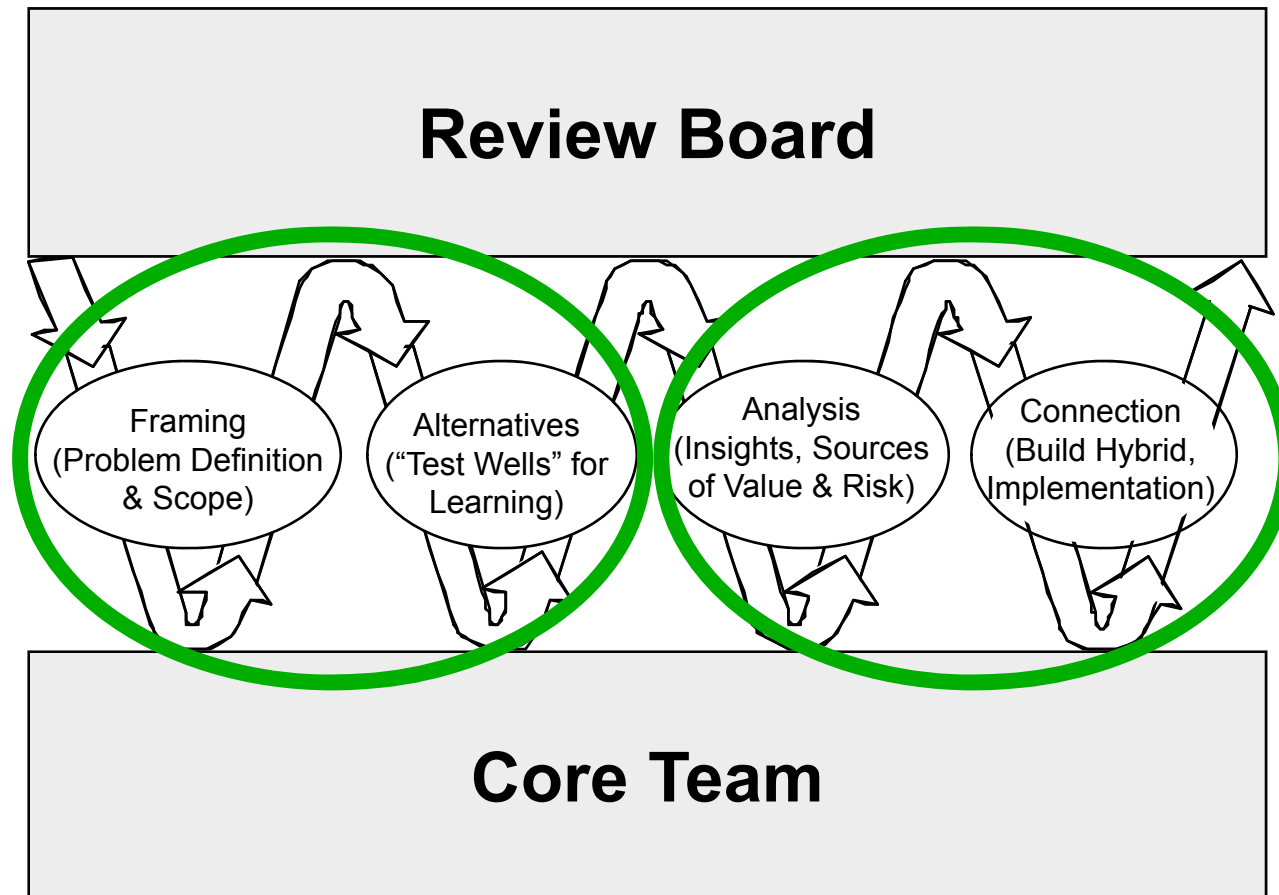 Review Board
Framing
(Problem Definition
& Scope)
Alternatives
(“Test Wells” for
Learning)
Analysis
(Insights, Sources
of Value & Risk)
Connection
(Build Hybrid,
Implementation)
Core Team